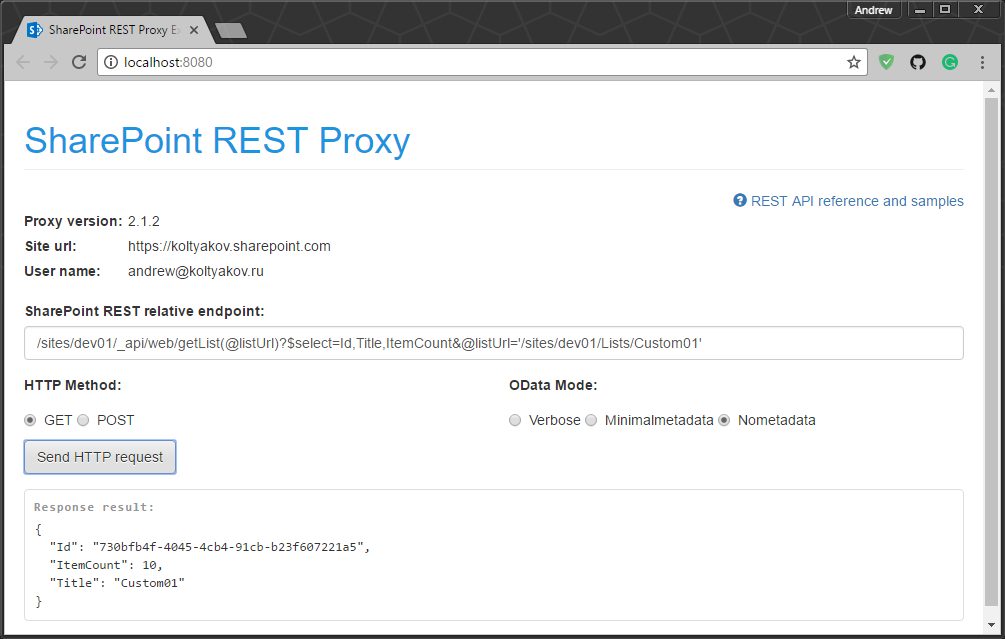 Andrew
SharePoint REST Proxy E
localhost:8080
SharePoint REST Proxy
REST API reference and samples
Proxy version: 2.1.2
Site url: https://koltyakov.sharepoint.com
User name: andrew@koltyakov.ru
SharePoint REST relative endpoint:
/sites/dev01/_api/web/getList(@listUrl)?$select=Id,Title,ItemCount&@listUrl='/sites/dev01/Lists/Custom01'
HTTP Method: OData Mode:
GET POST Verbose Minimalmetadata Nometadata
Send HTTP request
Response result:
{
"Id": "730bfb4f-4045-4cb4-91cb-b23f607221a5",
"ItemCount": 10,
"Title": "Custom01"
}